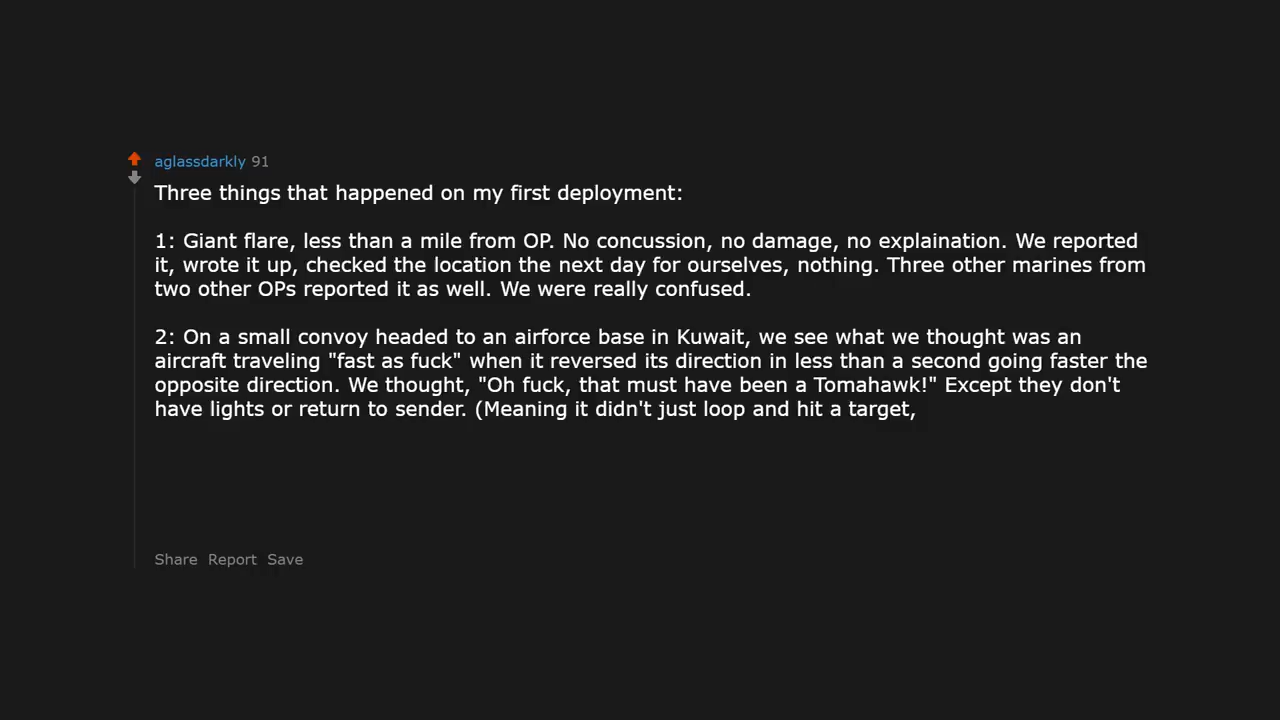 aglassdarkly 91
Three things that happened on my first deployment:
1: Giant flare, less than a mile from OP. No concussion, no damage, no explaination. We reported
it, wrote it up, checked the location the next day for ourselves, nothing. Three other marines from
two other OPs reported it as well. We were really confused.
2: On a small convoy headed to an airforce base in Kuwait, we see what we thought was an
aircraft traveling "fast as fuck" when it reversed its direction in less than a second going faster the
opposite direction. We thought, "Oh fuck, that must have been a Tomahawk!" Except they don't
have lights or return to sender. (Meaning it didn't just loop and hit a target,
Share Report Save